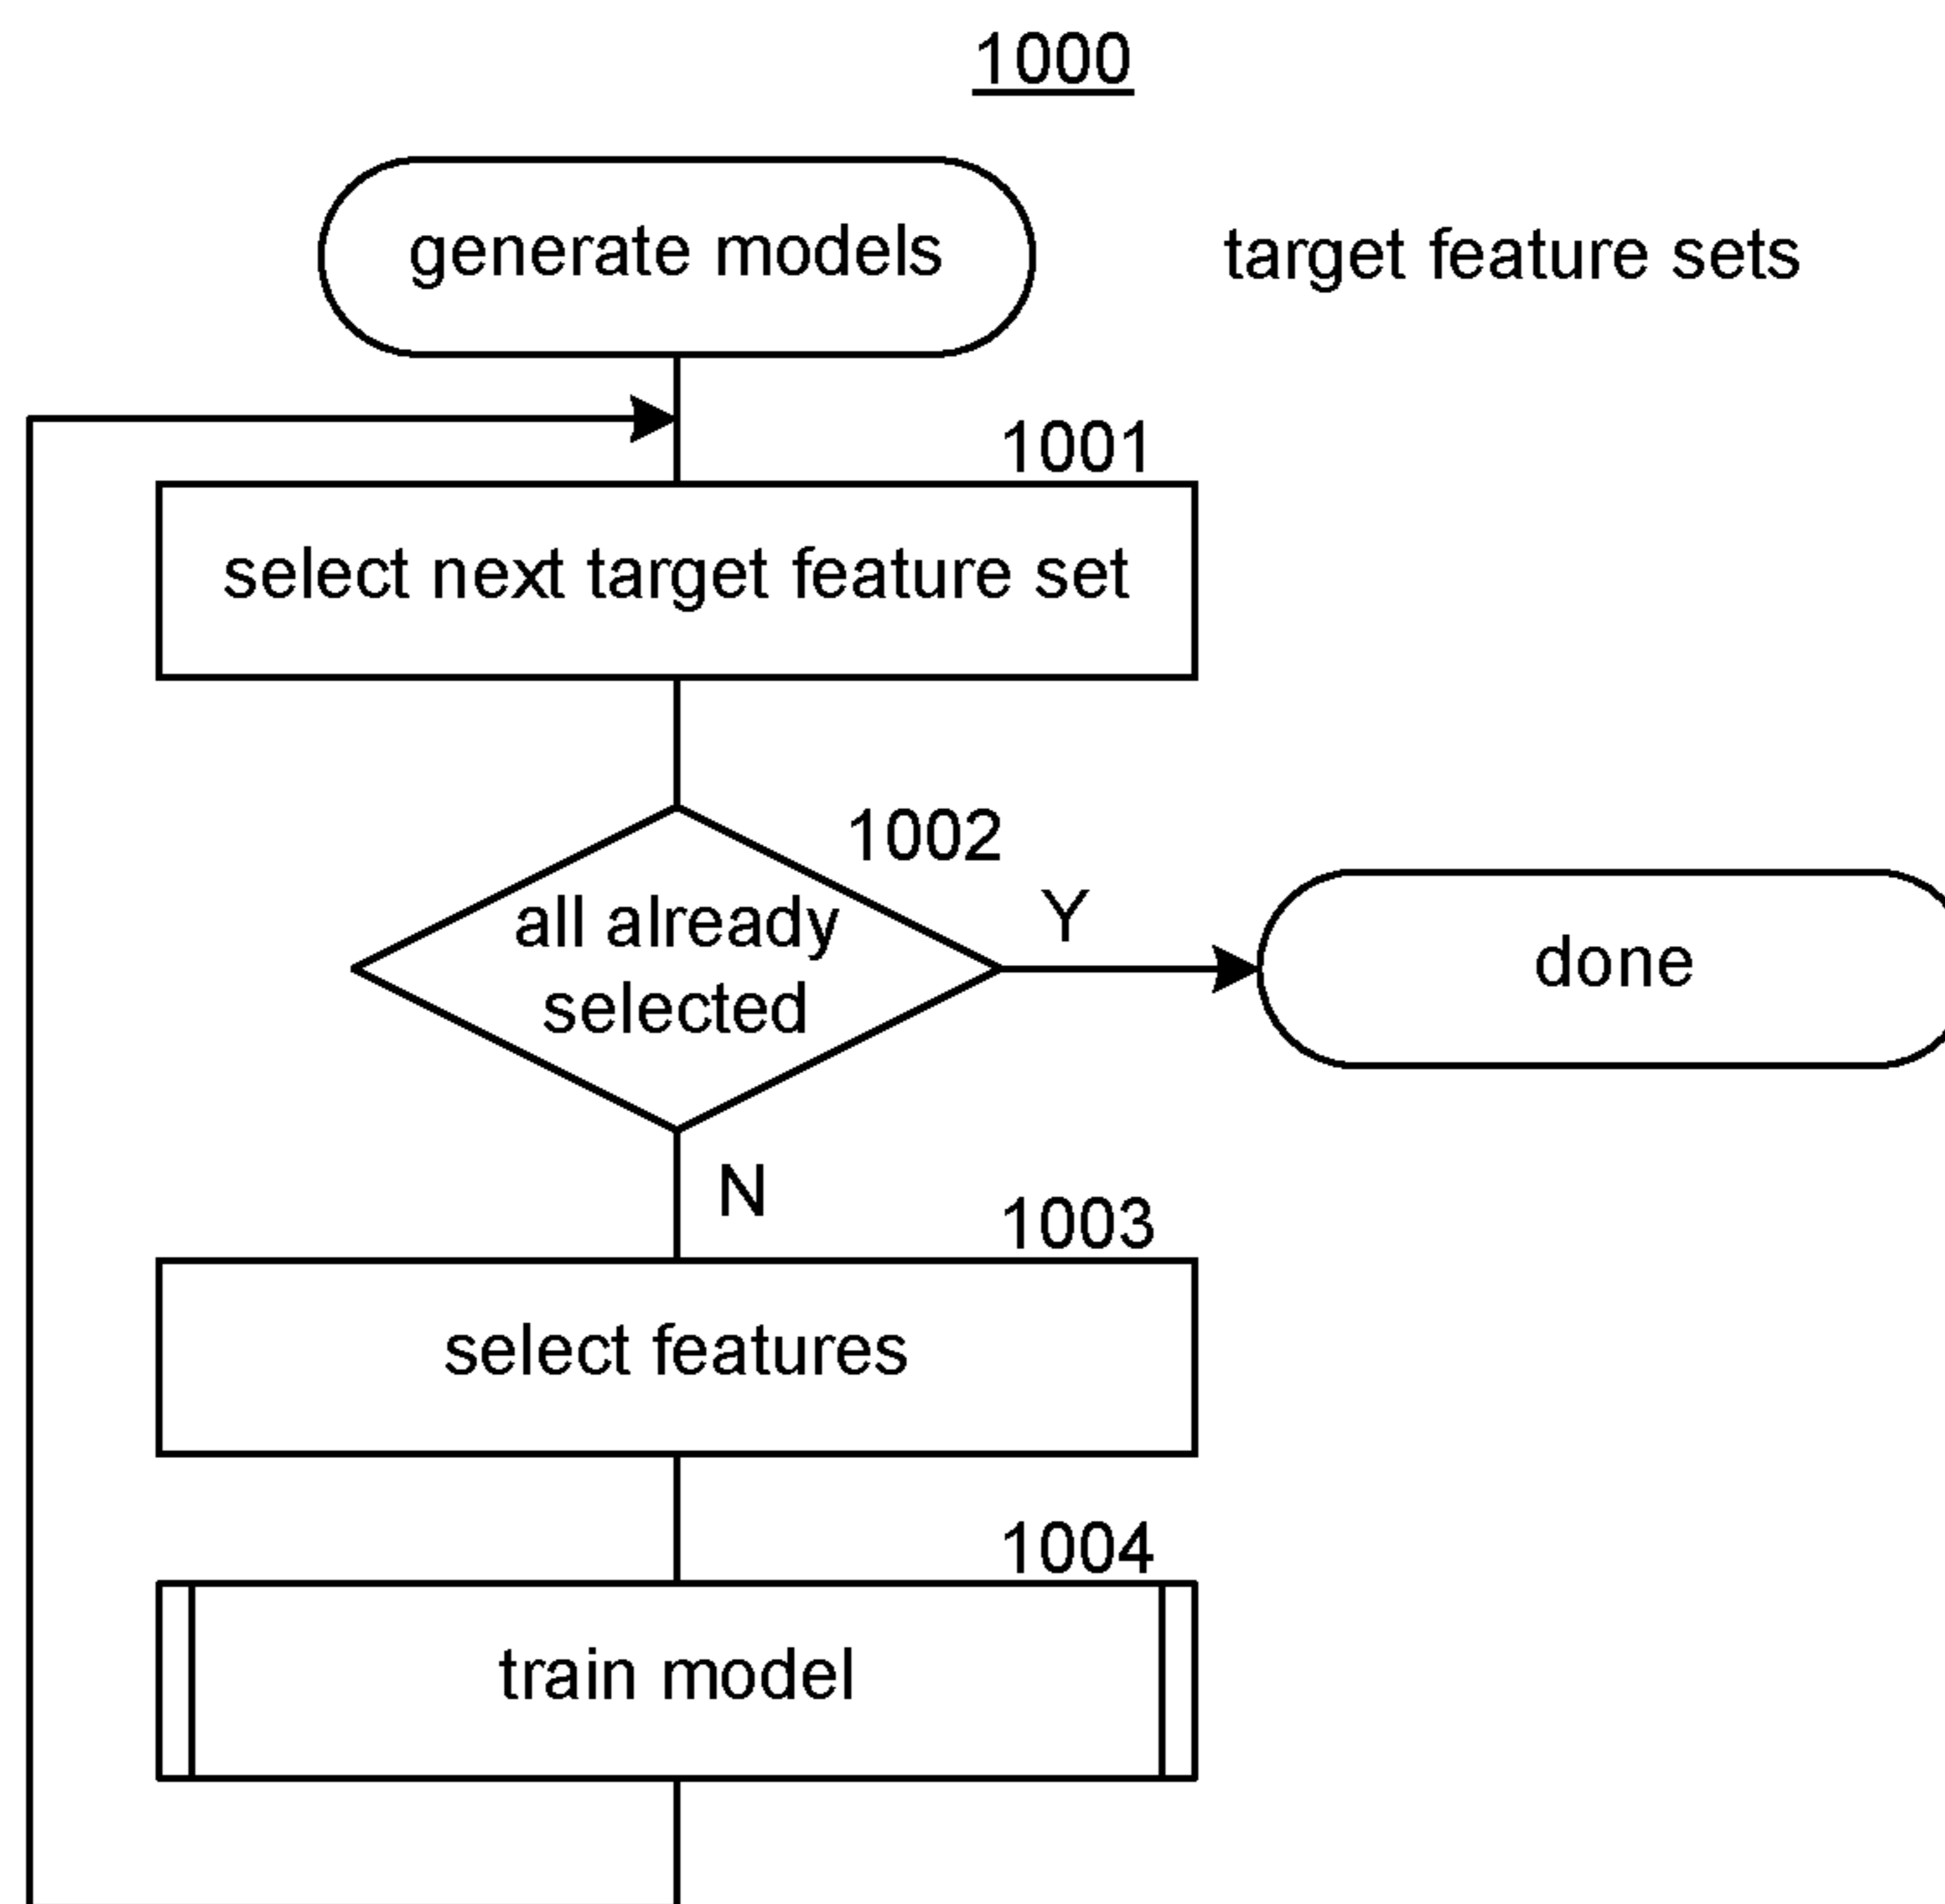 1000
generate models
target feature sets
1001
select next target feature set
1002
all already
selected
Y
done
N
1003
select features
1004
train model